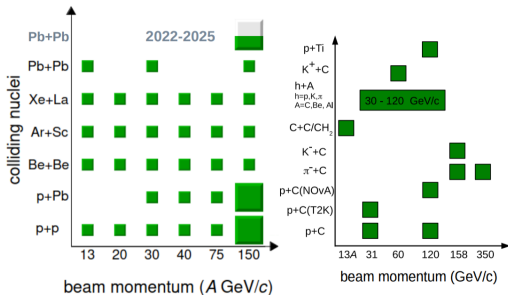 Pb+Pb
2022-2025
Pb+Pb
Xe+La
Ar+Sc
Be+Be
p+Pb
p+p
colliding nuclei
13 20 30 40 75 150
beam momentum (A GeV/c)
p+Ti
K⁺+C
h+A
h=p,K,π
A=C,Be, Al
30 - 120 GeV/c
C+C/CH₂
K⁻+C
π⁻+C
p+C(NOvA)
p+C(T2K)
p+C
13A 31 60 120 158 350
beam momentum (GeV/c)